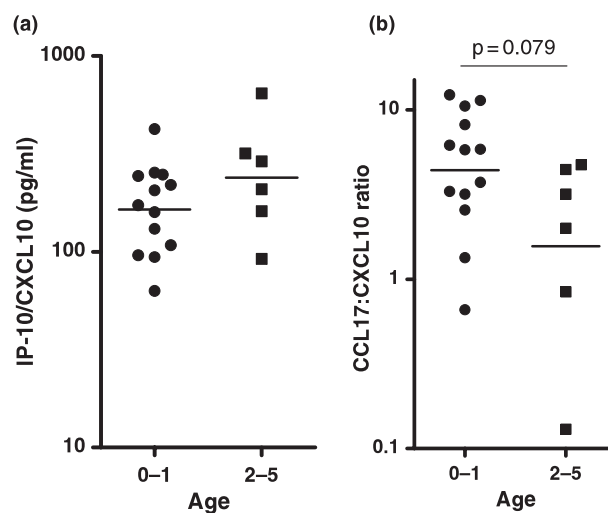 (a)
IP-10/CXCL10 (pg/ml)
1000
100
10
0–1
2–5
Age
(b)
p = 0.079
CCL17:CXCL10 ratio
10
1
0.1
0–1
2–5
Age